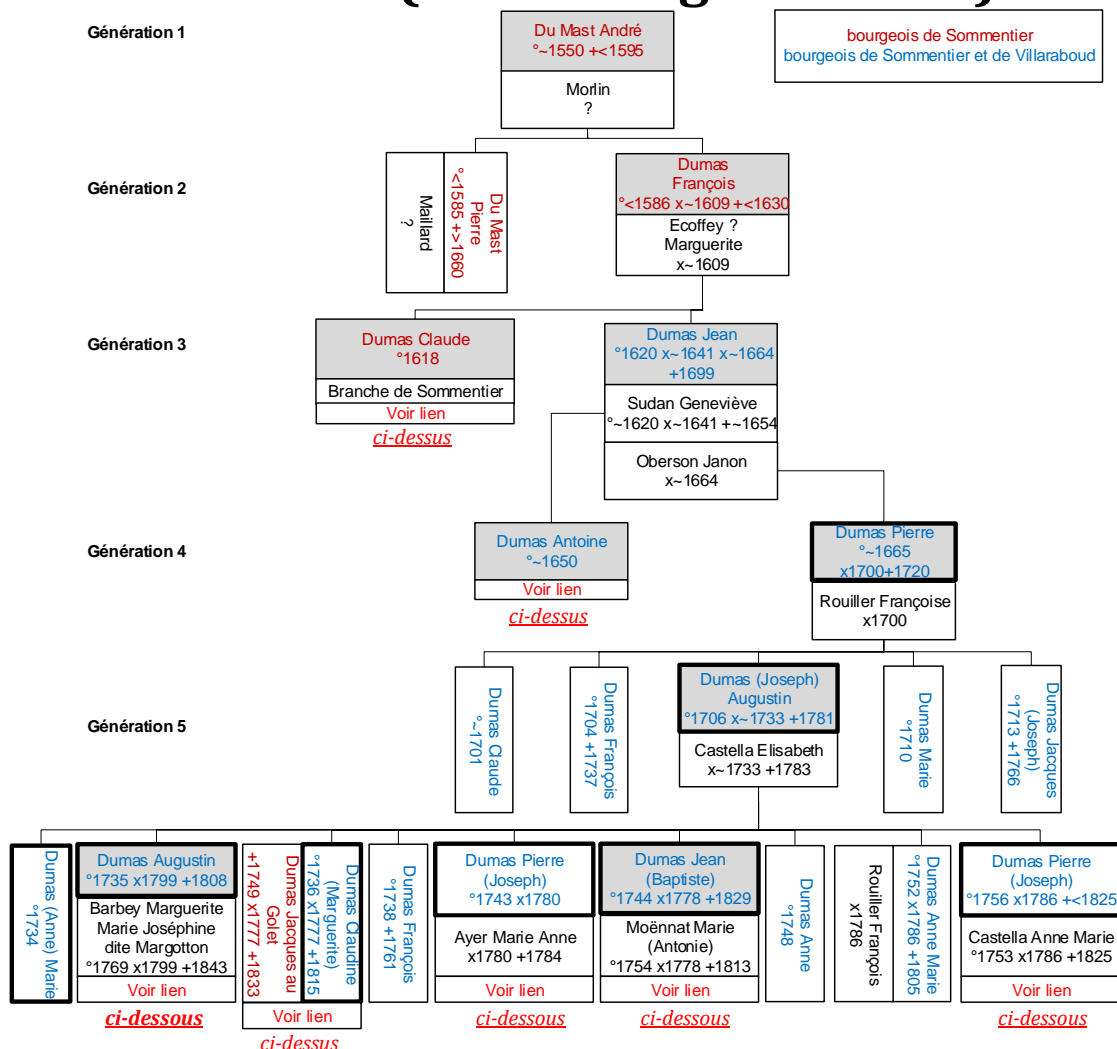 Génération 1
Du Mast André
°~1550 +<1595
Morlin
?
bourgeois de Sommentier
bourgeois de Sommentier et de Villaraboud
Génération 2
Maillard
?
Du Mast
Pierre
°<1585 +>1660
Dumas
François
°<1586 x~1609 +<1630
Ecoffey ?
Marguerite
x~1609
Génération 3
Dumas Claude
°1618
Branche de Sommentier
Voir lien
ci-dessus
Dumas Jean
°1620 x~1641 x~1664
+1699
Sudan Geneviève
°~1620 x~1641 +~1654
Oberson Janon
x~1664
Génération 4
Dumas Antoine
°~1650
Voir lien
ci-dessus
Dumas Pierre
°~1665
x1700+1720
Rouiller Françoise
x1700
Génération 5
Dumas Claude
°~1701
Dumas François
°1704 +1737
Dumas (Joseph)
Augustin
°1706 x~1733 +1781
Castella Elisabeth
x~1733 +1783
Dumas Marie
°1710
Dumas Jacques
(Joseph)
°1713 +1766
Dumas (Anne) Marie
°1734
Dumas Augustin
°1735 x1799 +1808
Barbey Marguerite
Marie Joséphine
dite Margotton
°1769 x1799 +1843
Voir lien
ci-dessous
Dumas Jacques au
Golet
+1749 x1777 +1833
Dumas Claudine
(Marguerite)
°1736 x1777 +1815
Voir lien
ci-dessus
Dumas François
°1738 +1761
Dumas Pierre
(Joseph)
°1743 x1780
Ayer Marie Anne
x1780 +1784
Voir lien
ci-dessous
Dumas Jean
(Baptiste)
°1744 x1778 +1829
Moënnat Marie
(Antonie)
°1754 x1778 +1813
Voir lien
ci-dessous
Dumas Anne
°1748
Rouiller François
x1786
Dumas Anne Marie
°1752 x1786 +1805
Dumas Pierre
(Joseph)
°1756 x1786 +<1825
Castella Anne Marie
°1753 x1786 +1825
Voir lien
ci-dessous